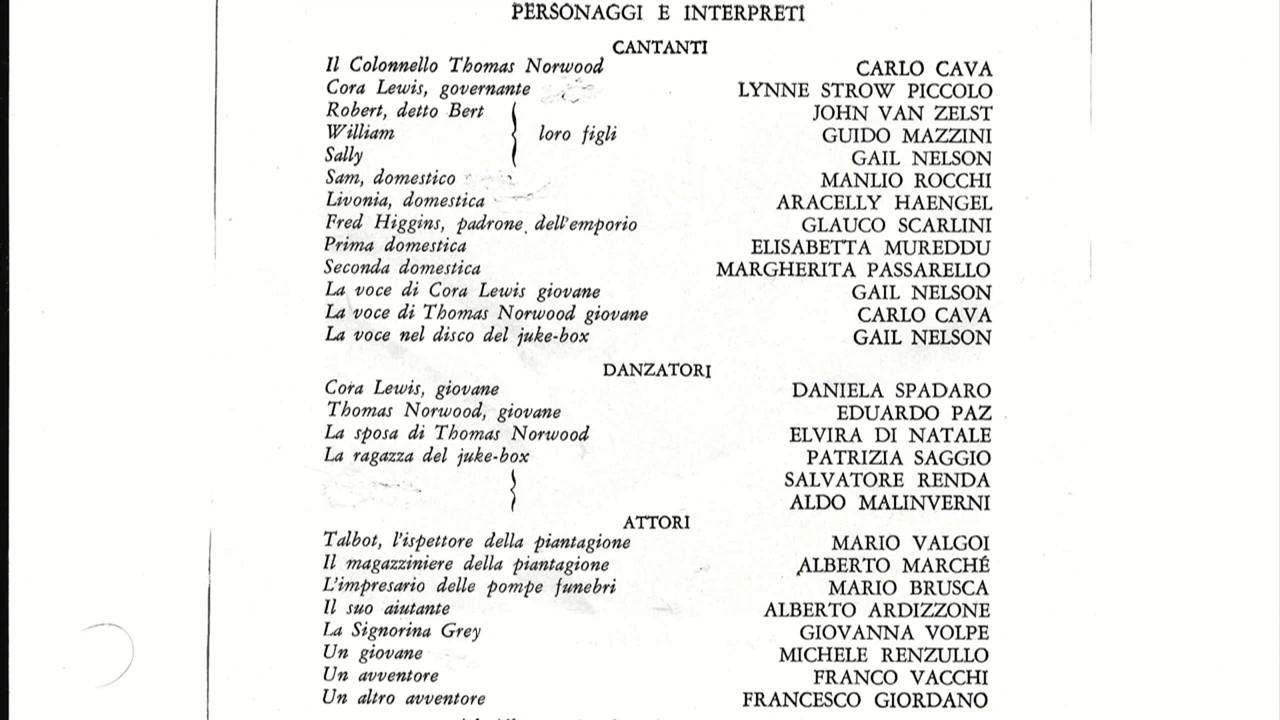 PERSONAGGI E INTERPRETI
CANTANTI
Il Colonnello Thomas Norwood CARLO CAVA
Cora Lewis, governante LYNNE STROW PICCOLO
Robert, detto Bert JOHN VAN ZELST
William } loro figli GUIDO MAZZINI
Sally GAIL NELSON
Sam, domestico MANLIO ROCCHI
Livonia, domestica ARACELLY HAENGEL
Fred Higgins, padrone dell'emporio GLAUCO SCARLINI
Prima domestica ELISABETTA MUREDDU
Seconda domestica MARGHERITA PASSARELLO
La voce di Cora Lewis giovane GAIL NELSON
La voce di Thomas Norwood giovane CARLO CAVA
La voce nel disco del juke-box GAIL NELSON
DANZATORI
Cora Lewis, giovane DANIELA SPADARO
Thomas Norwood, giovane EDUARDO PAZ
La sposa di Thomas Norwood ELVIRA DI NATALE
La ragazza del juke-box PATRIZIA SAGGIO
} SALVATORE RENDA
ALDO MALINVERNI
ATTORI
Talbot, l'ispettore della piantagione MARIO VALGOI
Il magazziniere della piantagione ALBERTO MARCHÉ
L'impresario delle pompe funebri MARIO BRUSCA
Il suo aiutante ALBERTO ARDIZZONE
La Signorina Grey GIOVANNA VOLPE
Un giovane MICHELE RENZULLO
Un avventore FRANCO VACCHI
Un altro avventore FRANCESCO GIORDANO